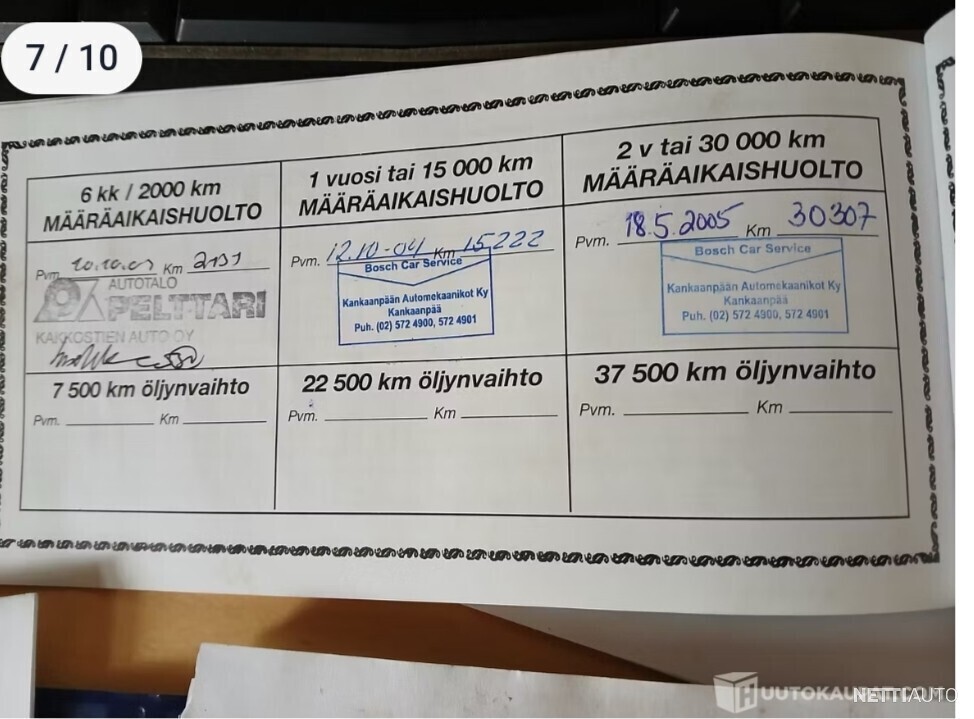 7 / 10
6 kk / 2000 km
MÄÄRÄAIKAISHUOLTO
Pvm. Km 2131
AUTOTALO
PELTTARI
KAKKOSTIEN AUTO OY
7 500 km öljynvaihto
Pvm. Km
1 vuosi tai 15 000 km
MÄÄRÄAIKAISHUOLTO
Pvm. 12.10-04 Km 15222
Bosch Car Service
Kankaanpään Automekaanikot Ky
Kankaanpää
Puh. (02) 572 4900, 572 4901
22 500 km öljynvaihto
Pvm. Km
2 v tai 30 000 km
MÄÄRÄAIKAISHUOLTO
Pvm. 18.5.2005 Km 30307
Bosch Car Service
Kankaanpään Automekaanikot Ky
Kankaanpää
Puh. (02) 572 4900, 572 4901
37 500 km öljynvaihto
Pvm. Km
NETTIAUTO